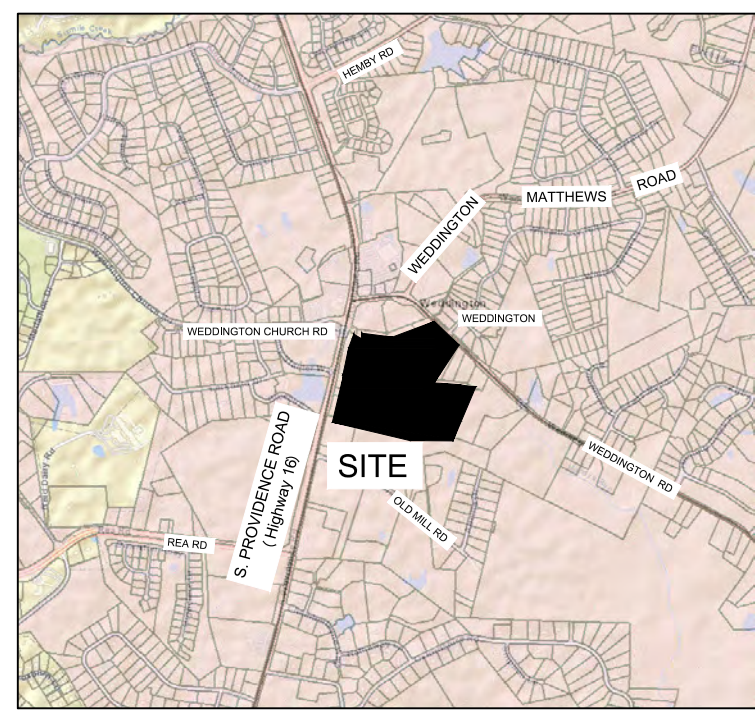 HEMBY RD
MATTHEWS
ROAD
WEDDINGTON
Weddington
WEDDINGTON
WEDDINGTON CHURCH RD
SITE
S. PROVIDENCE ROAD
( Highway 16)
WEDDINGTON RD
OLD MILL RD
REA RD